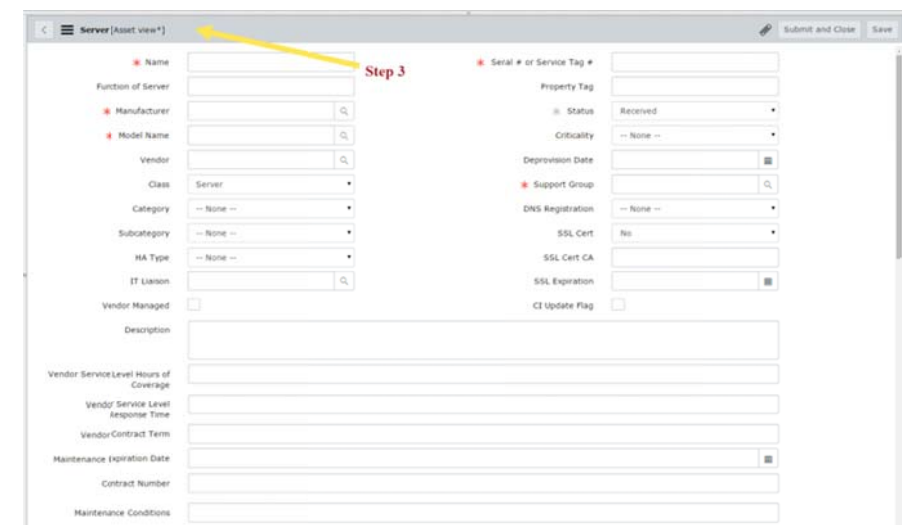 Server [Asset view*]
Submit and Close Save
Name
Seral # or Service Tag #
Step 3
Function of Server
Property Tag
Manufacturer
Status Received
Model Name
Criticality -- None --
Vendor
Deprovision Date
Class Server
Support Group
Category -- None --
DNS Registration -- None --
Subcategory -- None --
SSL Cert No
HA Type -- None --
SSL Cert CA
IT Liaison
SSL Expiration
Vendor Managed
CI Update Flag
Description
Vendor Service Level Hours of
Coverage
Vendor Service Level
Response Time
Vendor Contract Term
Maintenance Expiration Date
Contract Number
Maintenance Conditions